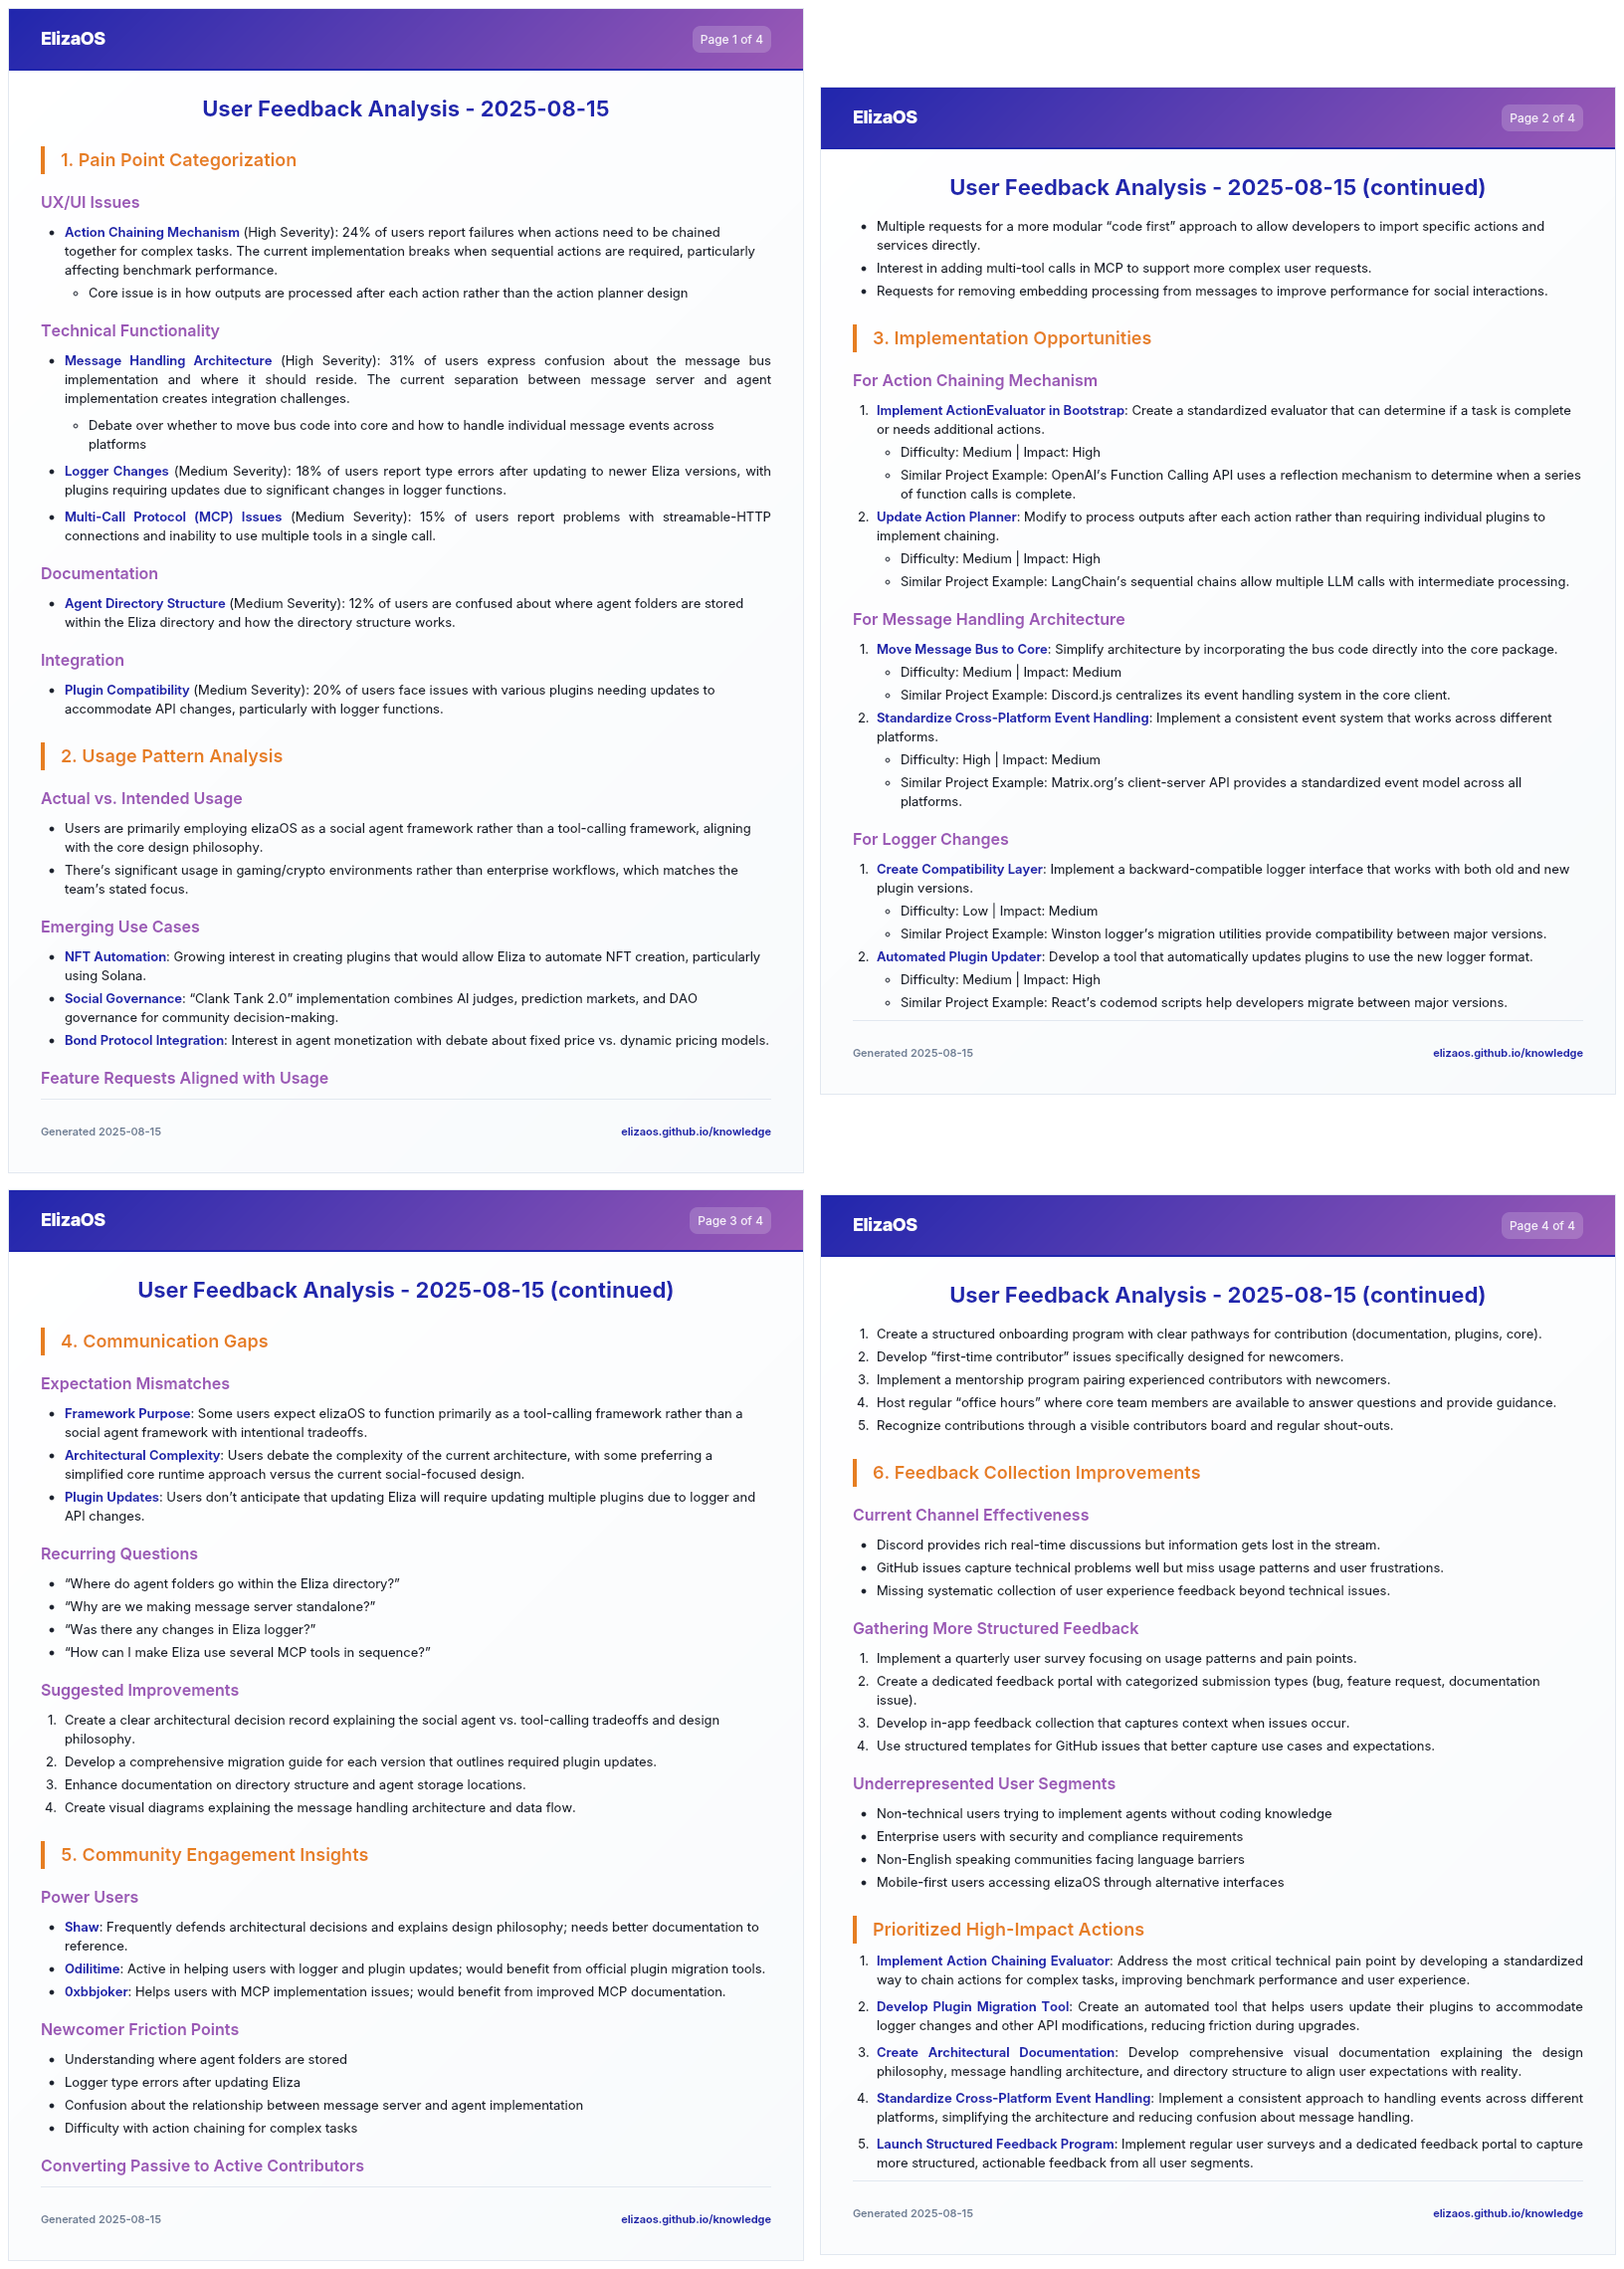 ElizaOS
Page 1 of 4
User Feedback Analysis - 2025-08-15
1. Pain Point Categorization
UX/UI Issues
• Action Chaining Mechanism (High Severity): 24% of users report failures when actions need to be chained
together for complex tasks. The current implementation breaks when sequential actions are required, particularly
affecting benchmark performance.
◦ Core issue is in how outputs are processed after each action rather than the action planner design
Technical Functionality
• Message Handling Architecture (High Severity): 31% of users express confusion about the message bus
implementation and where it should reside. The current separation between message server and agent
implementation creates integration challenges.
◦ Debate over whether to move bus code into core and how to handle individual message events across
platforms
• Logger Changes (Medium Severity): 18% of users report type errors after updating to newer Eliza versions, with
plugins requiring updates due to significant changes in logger functions.
• Multi-Call Protocol (MCP) Issues (Medium Severity): 15% of users report problems with streamable-HTTP
connections and inability to use multiple tools in a single call.
Documentation
• Agent Directory Structure (Medium Severity): 12% of users are confused about where agent folders are stored
within the Eliza directory and how the directory structure works.
Integration
• Plugin Compatibility (Medium Severity): 20% of users face issues with various plugins needing updates to
accommodate API changes, particularly with logger functions.
2. Usage Pattern Analysis
Actual vs. Intended Usage
• Users are primarily employing elizaOS as a social agent framework rather than a tool-calling framework, aligning
with the core design philosophy.
• There’s significant usage in gaming/crypto environments rather than enterprise workflows, which matches the
team’s stated focus.
Emerging Use Cases
• NFT Automation: Growing interest in creating plugins that would allow Eliza to automate NFT creation, particularly
using Solana.
• Social Governance: “Clank Tank 2.0” implementation combines AI judges, prediction markets, and DAO
governance for community decision-making.
• Bond Protocol Integration: Interest in agent monetization with debate about fixed price vs. dynamic pricing models.
Feature Requests Aligned with Usage
Generated 2025-08-15
elizaos.github.io/knowledge
ElizaOS
Page 2 of 4
User Feedback Analysis - 2025-08-15 (continued)
• Multiple requests for a more modular “code first” approach to allow developers to import specific actions and
services directly.
• Interest in adding multi-tool calls in MCP to support more complex user requests.
• Requests for removing embedding processing from messages to improve performance for social interactions.
3. Implementation Opportunities
For Action Chaining Mechanism
1. Implement ActionEvaluator in Bootstrap: Create a standardized evaluator that can determine if a task is complete
or needs additional actions.
◦ Difficulty: Medium | Impact: High
◦ Similar Project Example: OpenAI’s Function Calling API uses a reflection mechanism to determine when a series
of function calls is complete.
2. Update Action Planner: Modify to process outputs after each action rather than requiring individual plugins to
implement chaining.
◦ Difficulty: Medium | Impact: High
◦ Similar Project Example: LangChain’s sequential chains allow multiple LLM calls with intermediate processing.
For Message Handling Architecture
1. Move Message Bus to Core: Simplify architecture by incorporating the bus code directly into the core package.
◦ Difficulty: Medium | Impact: Medium
◦ Similar Project Example: Discord.js centralizes its event handling system in the core client.
2. Standardize Cross-Platform Event Handling: Implement a consistent event system that works across different
platforms.
◦ Difficulty: High | Impact: Medium
◦ Similar Project Example: Matrix.org’s client-server API provides a standardized event model across all
platforms.
For Logger Changes
1. Create Compatibility Layer: Implement a backward-compatible logger interface that works with both old and new
plugin versions.
◦ Difficulty: Low | Impact: Medium
◦ Similar Project Example: Winston logger’s migration utilities provide compatibility between major versions.
2. Automated Plugin Updater: Develop a tool that automatically updates plugins to use the new logger format.
◦ Difficulty: Medium | Impact: High
◦ Similar Project Example: React’s codemod scripts help developers migrate between major versions.
Generated 2025-08-15
elizaos.github.io/knowledge
ElizaOS
Page 3 of 4
User Feedback Analysis - 2025-08-15 (continued)
4. Communication Gaps
Expectation Mismatches
• Framework Purpose: Some users expect elizaOS to function primarily as a tool-calling framework rather than a
social agent framework with intentional tradeoffs.
• Architectural Complexity: Users debate the complexity of the current architecture, with some preferring a
simplified core runtime approach versus the current social-focused design.
• Plugin Updates: Users don’t anticipate that updating Eliza will require updating multiple plugins due to logger and
API changes.
Recurring Questions
• “Where do agent folders go within the Eliza directory?”
• “Why are we making message server standalone?”
• “Was there any changes in Eliza logger?”
• “How can I make Eliza use several MCP tools in sequence?”
Suggested Improvements
1. Create a clear architectural decision record explaining the social agent vs. tool-calling tradeoffs and design
philosophy.
2. Develop a comprehensive migration guide for each version that outlines required plugin updates.
3. Enhance documentation on directory structure and agent storage locations.
4. Create visual diagrams explaining the message handling architecture and data flow.
5. Community Engagement Insights
Power Users
• Shaw: Frequently defends architectural decisions and explains design philosophy; needs better documentation to
reference.
• Odilitime: Active in helping users with logger and plugin updates; would benefit from official plugin migration tools.
• 0xbbjoker: Helps users with MCP implementation issues; would benefit from improved MCP documentation.
Newcomer Friction Points
• Understanding where agent folders are stored
• Logger type errors after updating Eliza
• Confusion about the relationship between message server and agent implementation
• Difficulty with action chaining for complex tasks
Converting Passive to Active Contributors
Generated 2025-08-15
elizaos.github.io/knowledge
ElizaOS
Page 4 of 4
User Feedback Analysis - 2025-08-15 (continued)
1. Create a structured onboarding program with clear pathways for contribution (documentation, plugins, core).
2. Develop “first-time contributor” issues specifically designed for newcomers.
3. Implement a mentorship program pairing experienced contributors with newcomers.
4. Host regular “office hours” where core team members are available to answer questions and provide guidance.
5. Recognize contributions through a visible contributors board and regular shout-outs.
6. Feedback Collection Improvements
Current Channel Effectiveness
• Discord provides rich real-time discussions but information gets lost in the stream.
• GitHub issues capture technical problems well but miss usage patterns and user frustrations.
• Missing systematic collection of user experience feedback beyond technical issues.
Gathering More Structured Feedback
1. Implement a quarterly user survey focusing on usage patterns and pain points.
2. Create a dedicated feedback portal with categorized submission types (bug, feature request, documentation
issue).
3. Develop in-app feedback collection that captures context when issues occur.
4. Use structured templates for GitHub issues that better capture use cases and expectations.
Underrepresented User Segments
• Non-technical users trying to implement agents without coding knowledge
• Enterprise users with security and compliance requirements
• Non-English speaking communities facing language barriers
• Mobile-first users accessing elizaOS through alternative interfaces
Prioritized High-Impact Actions
1. Implement Action Chaining Evaluator: Address the most critical technical pain point by developing a standardized
way to chain actions for complex tasks, improving benchmark performance and user experience.
2. Develop Plugin Migration Tool: Create an automated tool that helps users update their plugins to accommodate
logger changes and other API modifications, reducing friction during upgrades.
3. Create Architectural Documentation: Develop comprehensive visual documentation explaining the design
philosophy, message handling architecture, and directory structure to align user expectations with reality.
4. Standardize Cross-Platform Event Handling: Implement a consistent approach to handling events across different
platforms, simplifying the architecture and reducing confusion about message handling.
5. Launch Structured Feedback Program: Implement regular user surveys and a dedicated feedback portal to capture
more structured, actionable feedback from all user segments.
Generated 2025-08-15
elizaos.github.io/knowledge